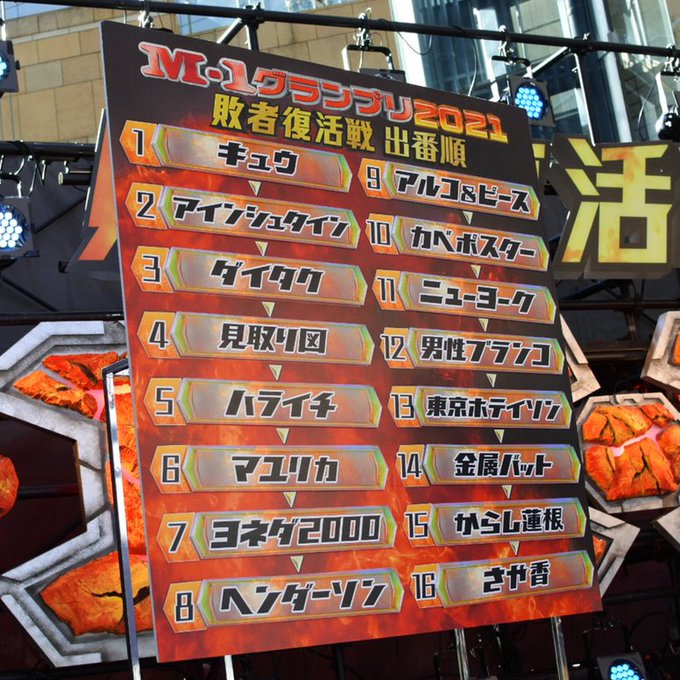 M-1グランプリ2021
敗者復活戦 出番順
1 キュウ
2 アインシュタイン
3 ダイタク
4 見取り図
5 ハライチ
6 マユリカ
7 ヨネダ2000
8 ヘンダーソン
9 アルコ&ピース
10 カベポスター
11 ニューヨーク
12 男性ブランコ
13 東京ホテイソン
14 金属バット
15 からし蓮根
16 さや香
活